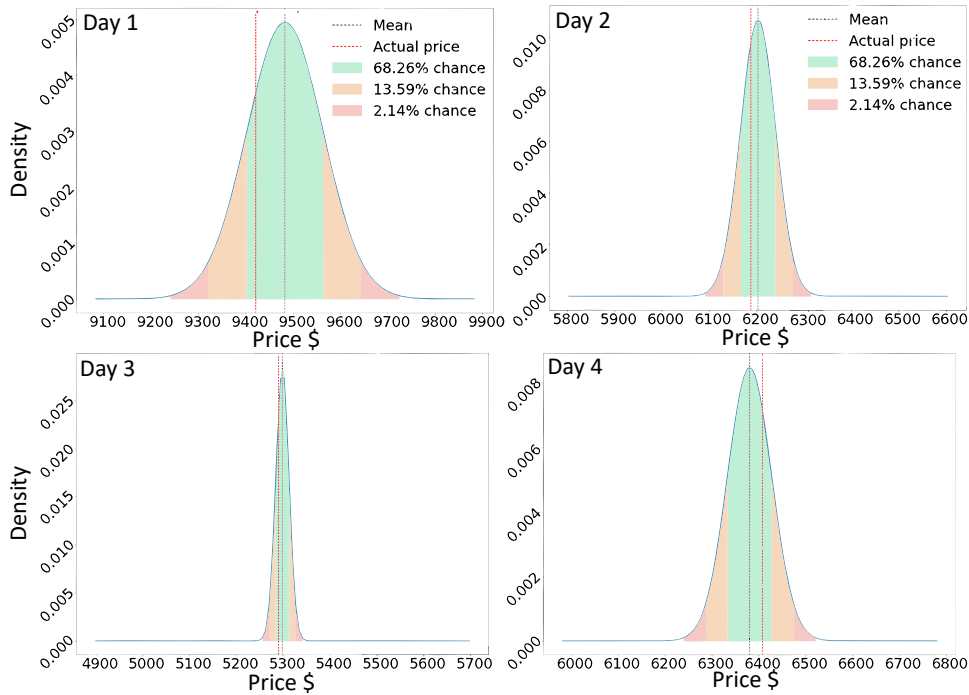 Day 1
Mean
Actual price
68.26% chance
13.59% chance
2.14% chance
Density
0.005
0.004
0.003
0.002
0.001
0.000
9100 9200 9300 9400 9500 9600 9700 9800 9900
Price $
Day 2
Mean
Actual price
68.26% chance
13.59% chance
2.14% chance
0.010
0.008
0.006
0.004
0.002
0.000
5800 5900 6000 6100 6200 6300 6400 6500 6600
Price $
Day 3
Density
0.025
0.020
0.015
0.010
0.005
0.000
4900 5000 5100 5200 5300 5400 5500 5600 5700
Price $
Day 4
0.008
0.006
0.004
0.002
0.000
6000 6100 6200 6300 6400 6500 6600 6700 6800
Price $